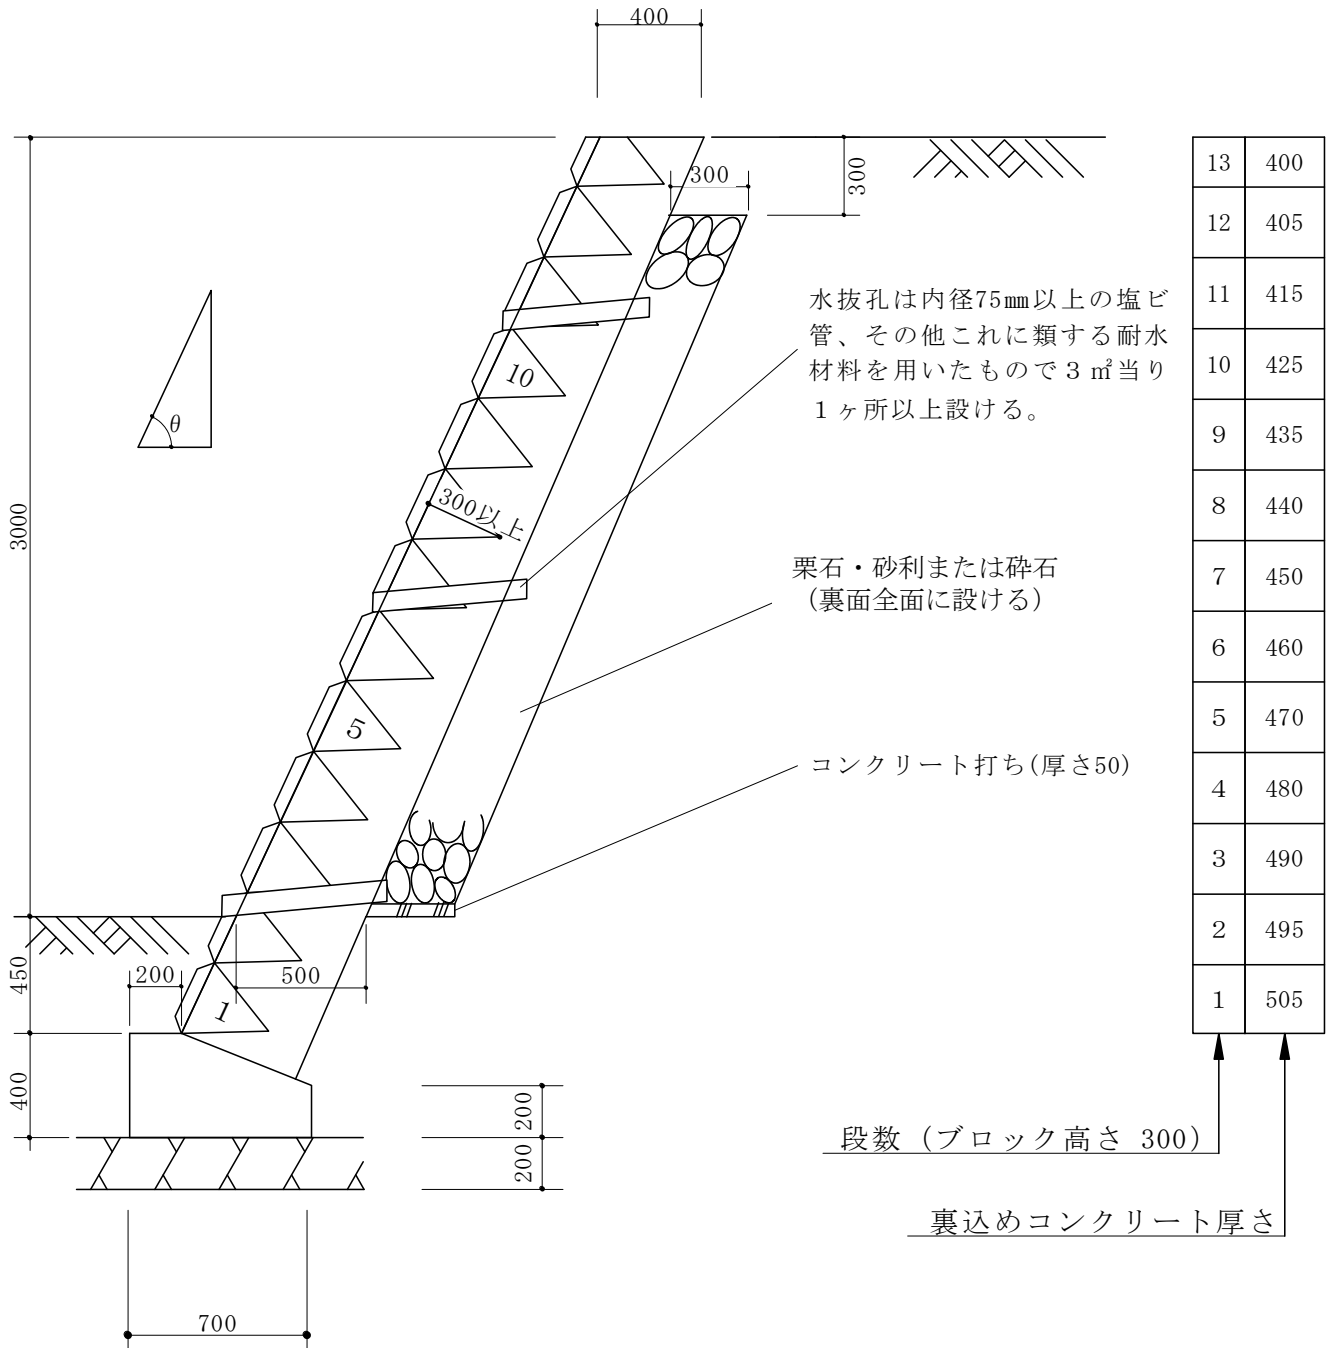 400
300
300
水抜孔は内径75㎜以上の塩ビ
管、その他これに類する耐水
材料を用いたもので３㎡当り
１ヶ所以上設ける。
θ
10
3000
300以上
栗石・砂利または砕石
（裏面全面に設ける）
5
コンクリート打ち(厚さ50)
450
200
500
1
400
200
200
700
13 400
12 405
11 415
10 425
9 435
8 440
7 450
6 460
5 470
4 480
3 490
2 495
1 505
段数（ブロック高さ 300）
裏込めコンクリート厚さ